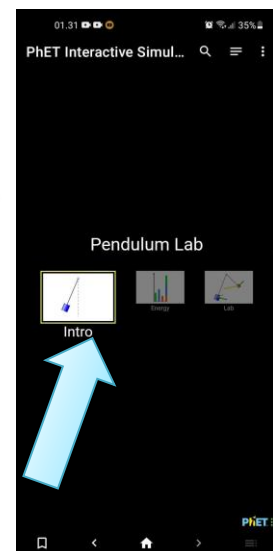 01.31 35%
PhET Interactive Simul...
Pendulum Lab
Intro
Energy
Lab
PhET